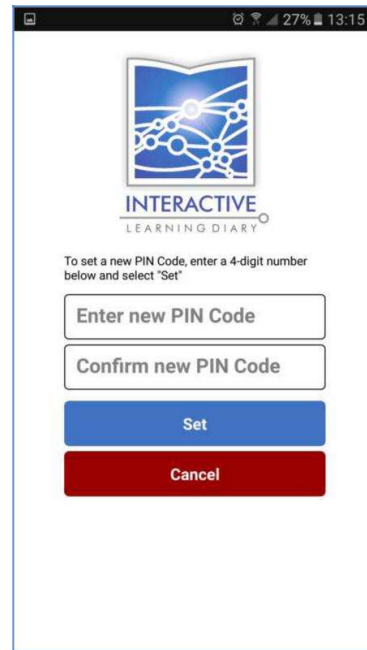 27% 13:15
INTERACTIVE
LEARNING DIARY
To set a new PIN Code, enter a 4-digit number
below and select "Set"
Enter new PIN Code
Confirm new PIN Code
Set
Cancel